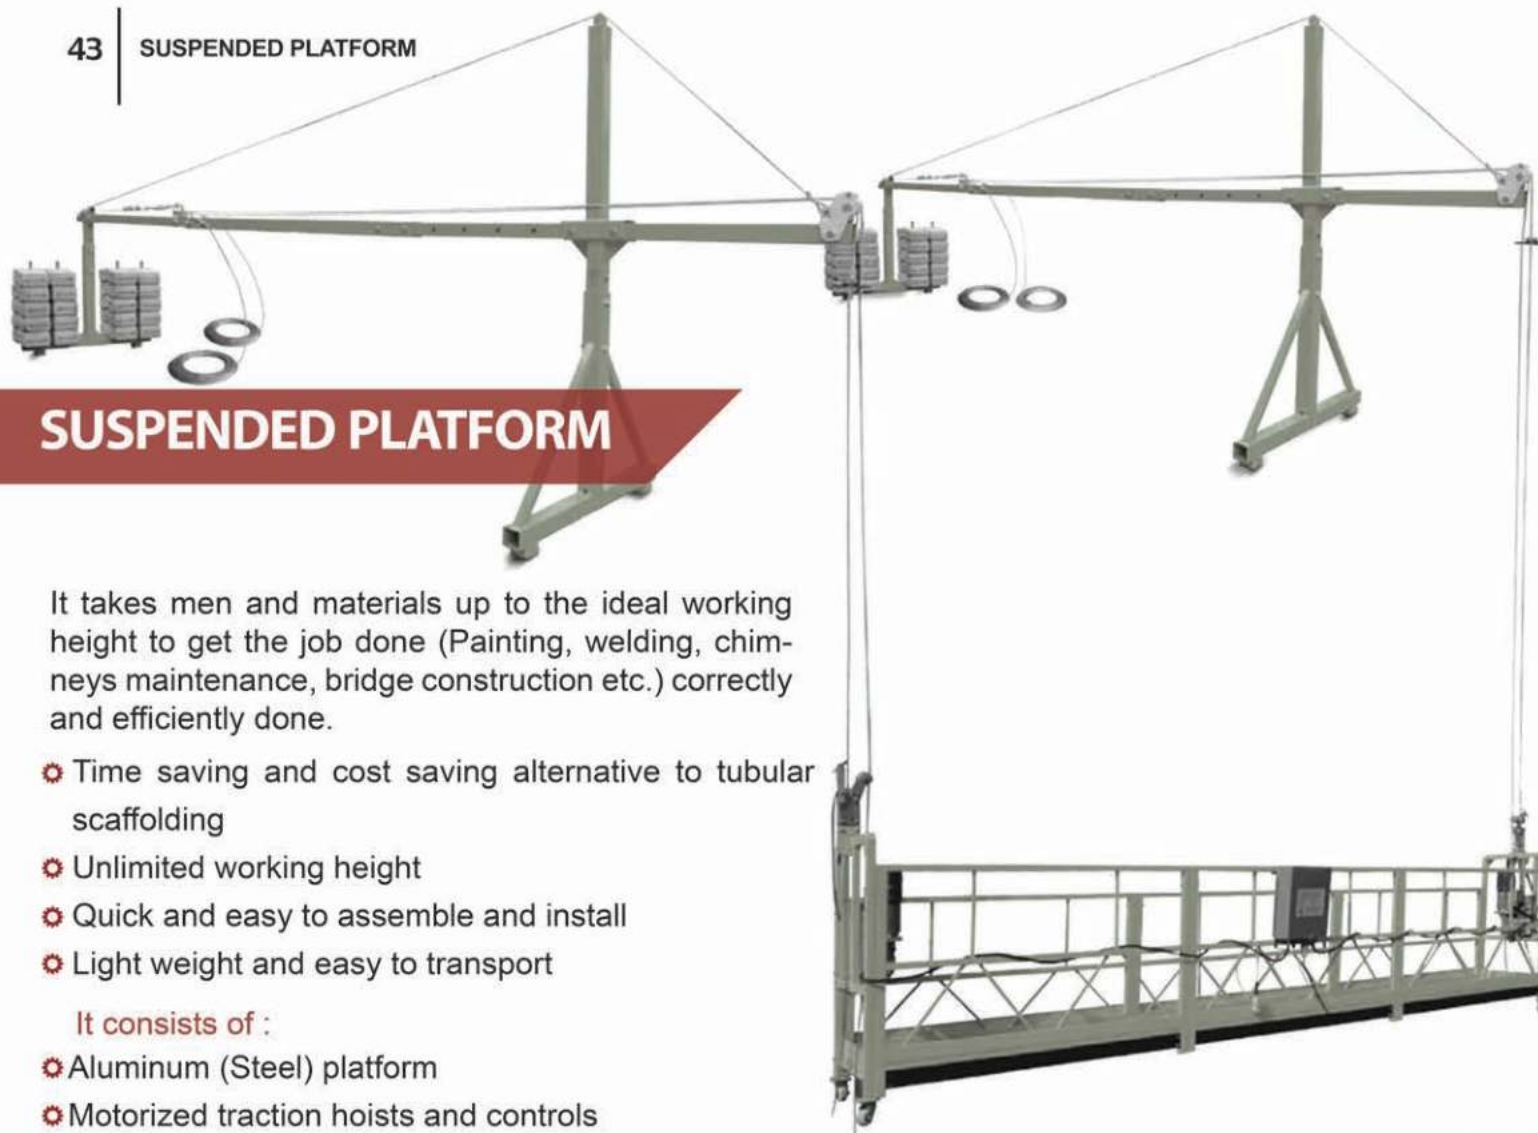 43
SUSPENDED PLATFORM
SUSPENDED PLATFORM
It takes men and materials up to the ideal working
height to get the job done (Painting, welding, chim-
neys maintenance, bridge construction etc.) correctly
and efficiently done.
Time saving and cost saving alternative to tubular
scaffolding
Unlimited working height
Quick and easy to assemble and install
Light weight and easy to transport
It consists of :
Aluminum (Steel) platform
Motorized traction hoists and controls